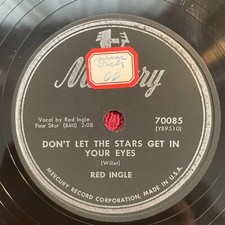 Mercury
Vocal by Red Ingle
Four Star (BMI) 2:08
70085
(YB9510)
DON'T LET THE STARS GET IN
YOUR EYES
(Willet)
RED INGLE
MERCURY RECORD CORPORATION, MADE IN U.S.A.